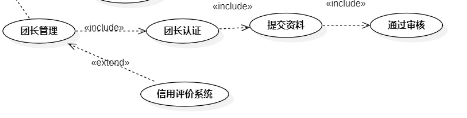 «include»
«include»
团长管理
«include»
团长认证
提交资料
通过审核
«extend»
信用评价系统